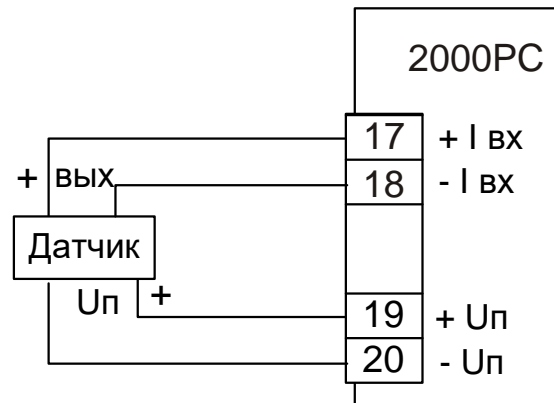 2000РС
17 + I вх
+ вых
18 - I вх
Датчик
Uп +
19 + Uп
20 - Uп